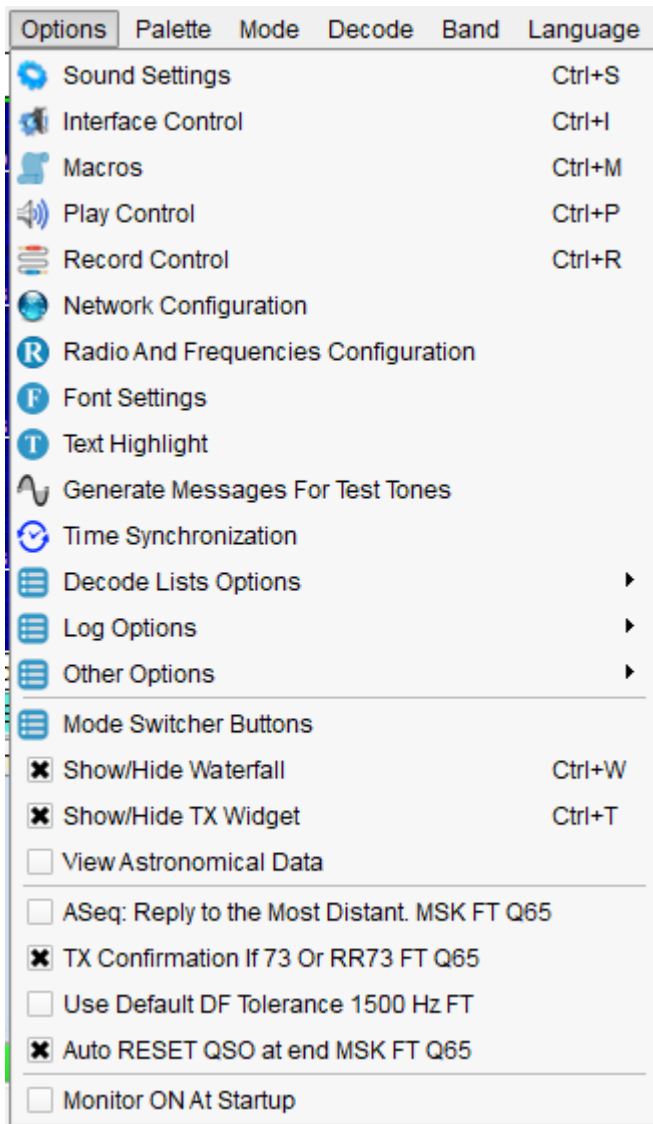 Options Palette Mode Decode Band Language
Sound Settings Ctrl+S
Interface Control Ctrl+I
Macros Ctrl+M
Play Control Ctrl+P
Record Control Ctrl+R
Network Configuration
R Radio And Frequencies Configuration
F Font Settings
T Text Highlight
Generate Messages For Test Tones
Time Synchronization
Decode Lists Options
Log Options
Other Options
Mode Switcher Buttons
Show/Hide Waterfall Ctrl+W
Show/Hide TX Widget Ctrl+T
View Astronomical Data
ASeq: Reply to the Most Distant. MSK FT Q65
TX Confirmation If 73 Or RR73 FT Q65
Use Default DF Tolerance 1500 Hz FT
Auto RESET QSO at end MSK FT Q65
Monitor ON At Startup